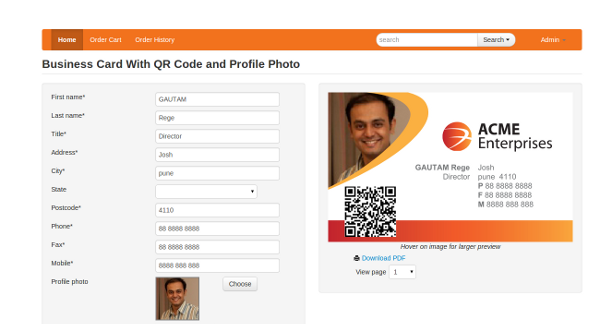 Home Order Cart Order History search Search Admin
Business Card With QR Code and Profile Photo
First name* GAUTAM
Last name* Rege
Title* Director
Address* Josh
City* pune
State
Postcode* 4110
Phone* 88 8888 8888
Fax* 88 8888 8888
Mobile* 8888 888 888
Profile photo Choose
ACME
Enterprises
GAUTAM Rege Josh
Director pune 4110
P 88 8888 8888
F 88 8888 8888
M 8888 888 888
Hover on image for larger preview
Download PDF
View page 1